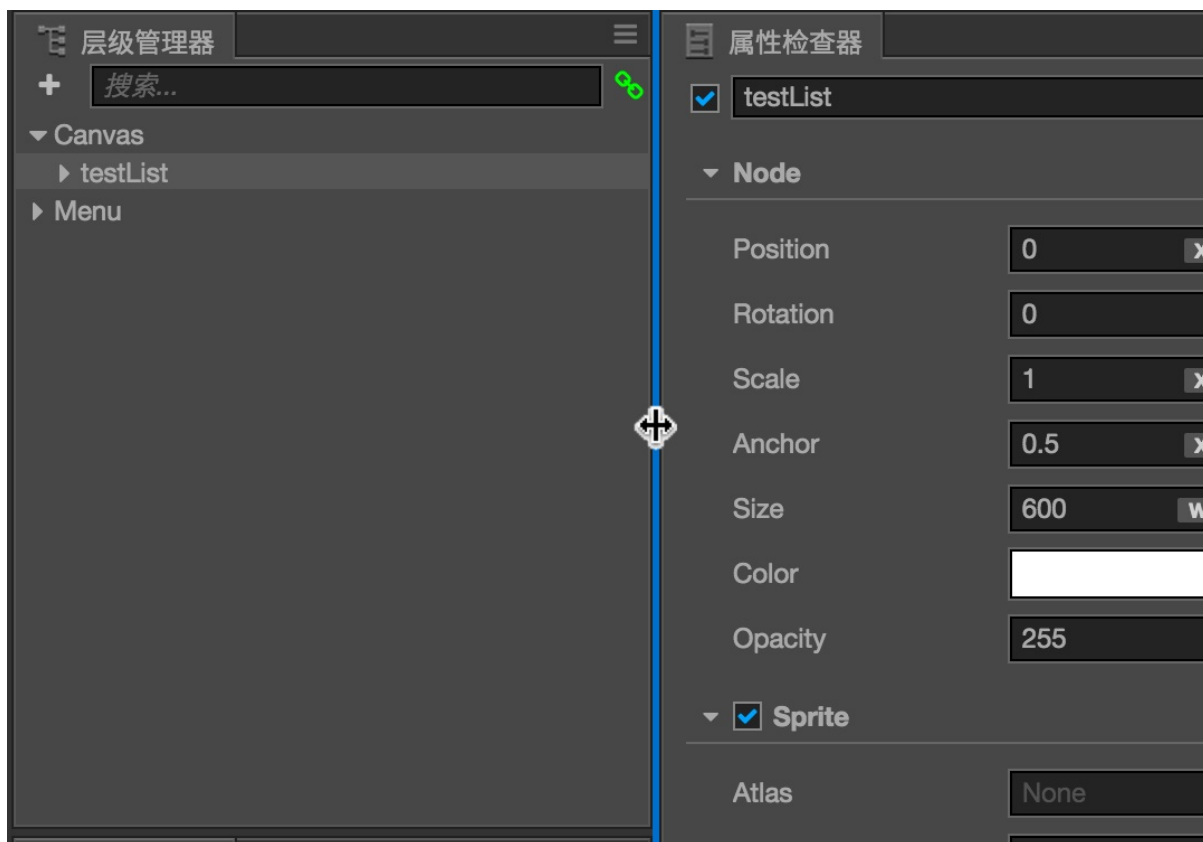 层级管理器
搜索...
Canvas
testList
Menu
属性检查器
testList
Node
Position 0 X
Rotation 0
Scale 1 X
Anchor 0.5 X
Size 600 W
Color
Opacity 255
Sprite
Atlas None